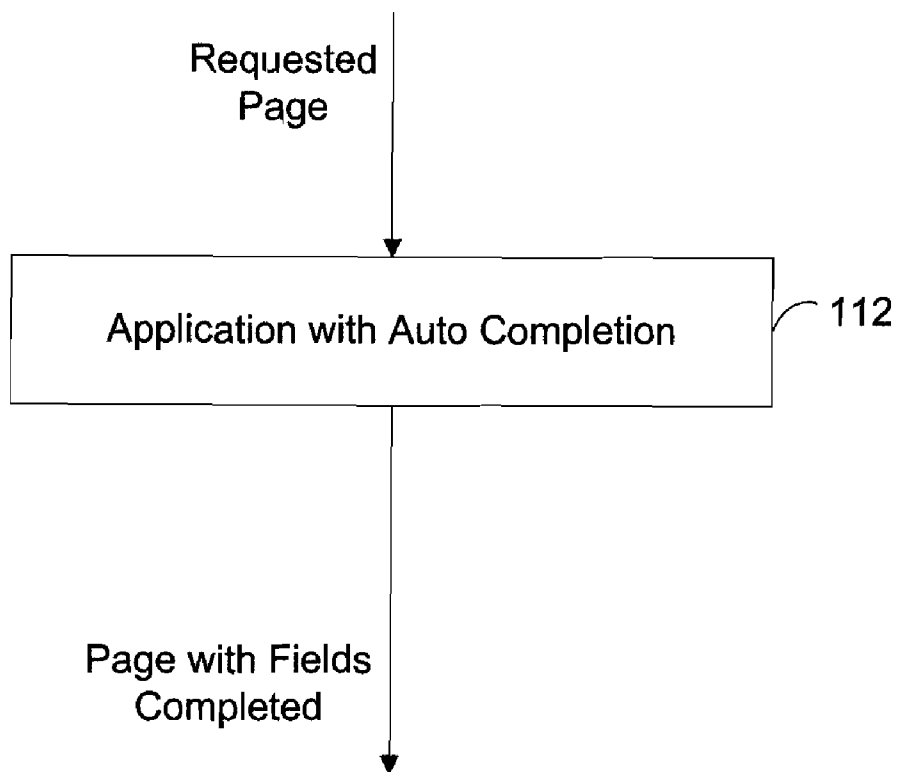 Requested
Page
Application with Auto Completion
112
Page with Fields
Completed